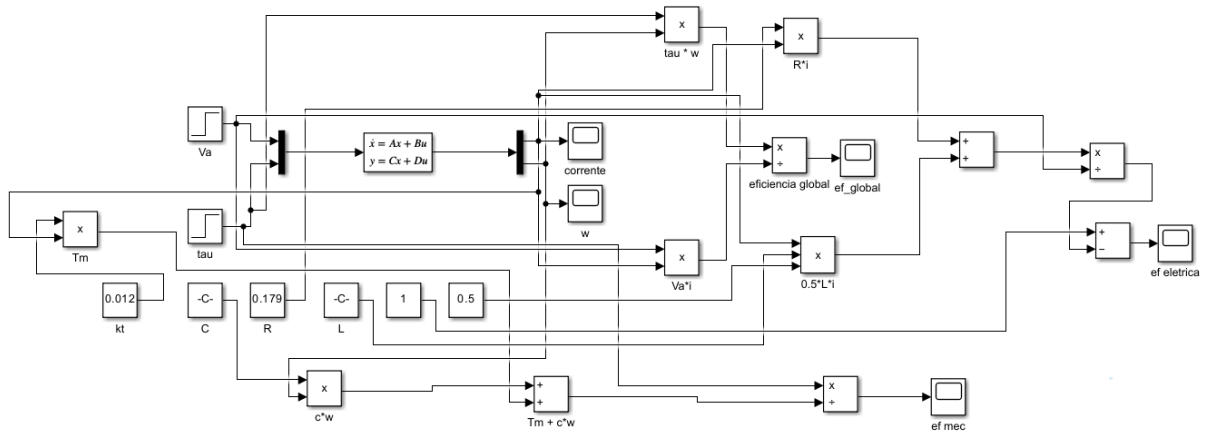 x
tau * w
x
R*i
Va
ẋ = Ax + Bu
y = Cx + Du
corrente
x
÷
eficiencia global
ef_global
+
+
x
÷
x
Tm
tau
w
x
Va*i
x
0.5*L*i
+
−
ef eletrica
0.012
kt
-C-
C
0.179
R
-C-
L
1
0.5
x
c*w
+
+
Tm + c*w
x
÷
ef mec